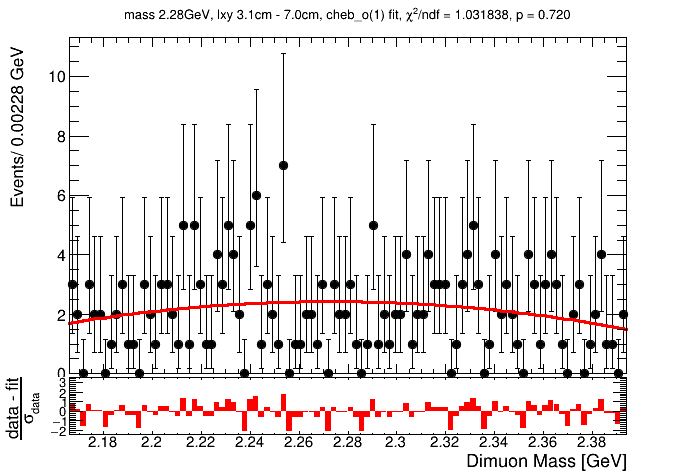 mass 2.28GeV, lxy 3.1cm - 7.0cm, cheb_o(1) fit, χ²/ndf = 1.031838, p = 0.720
Events/ 0.00228 GeV
10
8
6
4
2
0
data - fit
σdata
3
2
1
0
−1
−2
2.18 2.2 2.22 2.24 2.26 2.28 2.3 2.32 2.34 2.36 2.38
Dimuon Mass [GeV]